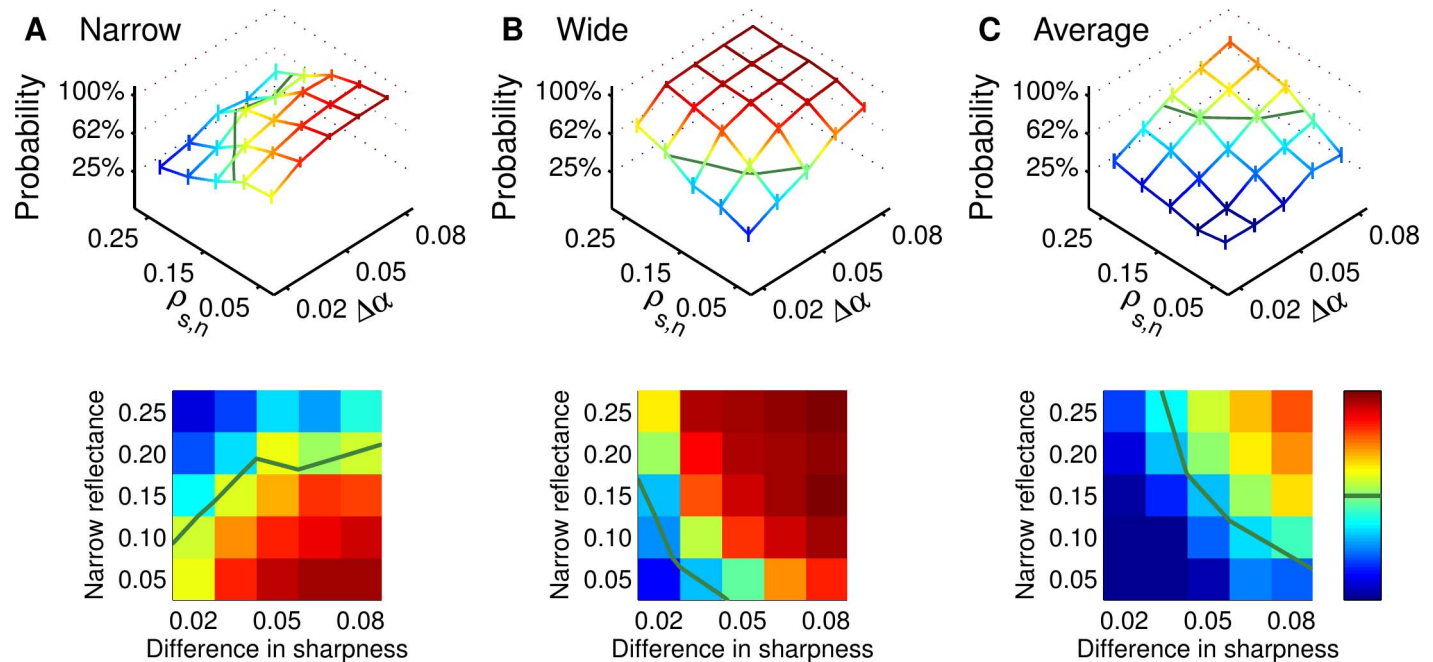 A Narrow
Probability
100%
62%
25%
0.25
0.15
0.05
ρs,n
0.02
0.05
0.08
Δα
B Wide
Probability
100%
62%
25%
0.25
0.15
0.05
ρs,n
0.02
0.05
0.08
Δα
C Average
Probability
100%
62%
25%
0.25
0.15
0.05
ρs,n
0.02
0.05
0.08
Δα
Narrow reflectance
0.25
0.20
0.15
0.10
0.05
0.02 0.05 0.08
Difference in sharpness
Narrow reflectance
0.25
0.20
0.15
0.10
0.05
0.02 0.05 0.08
Difference in sharpness
Narrow reflectance
0.25
0.20
0.15
0.10
0.05
0.02 0.05 0.08
Difference in sharpness